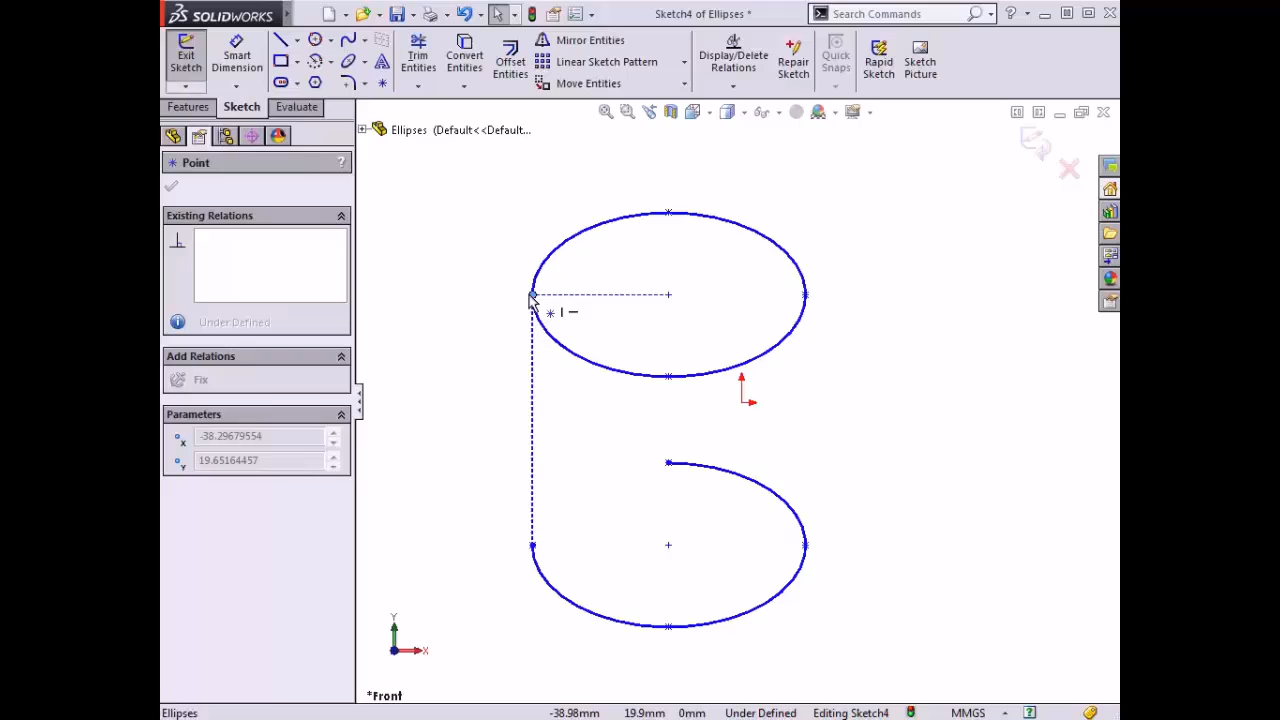 SOLIDWORKS
Sketch4 of Ellipses *
Search Commands
?
Exit Sketch
Smart Dimension
Trim Entities
Convert Entities
Offset Entities
Mirror Entities
Linear Sketch Pattern
Move Entities
Display/Delete Relations
Repair Sketch
Quick Snaps
Rapid Sketch
Sketch Picture
Features
Sketch
Evaluate
Ellipses (Default<<Default...
Point
?
Existing Relations
Under Defined
Add Relations
Fix
Parameters
X
-38.29679554
Y
19.65164457
Y
X
*Front
Ellipses
-38.98mm
19.9mm
0mm
Under Defined
Editing Sketch4
MMGS
?